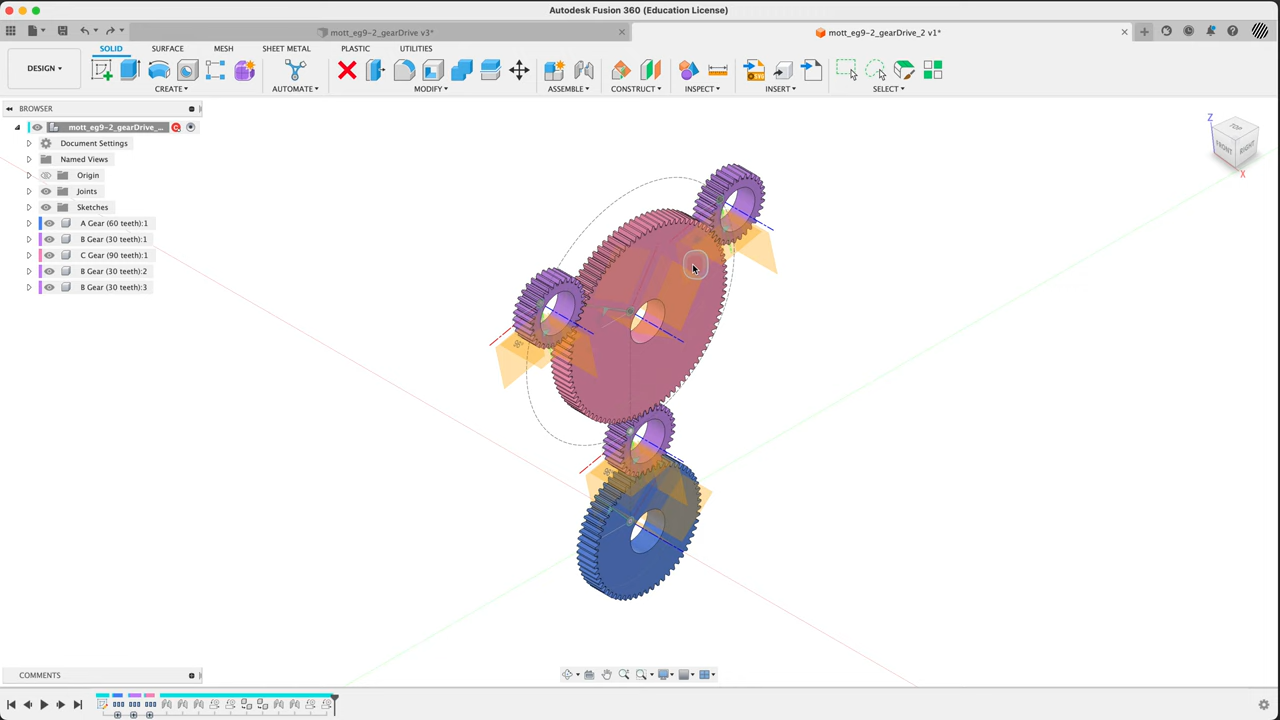 Autodesk Fusion 360 (Education License)
mott_eg9-2_gearDrive v3*
mott_eg9-2_gearDrive_2 v1*
SOLID SURFACE MESH SHEET METAL PLASTIC UTILITIES
DESIGN
CREATE AUTOMATE MODIFY ASSEMBLE CONSTRUCT INSPECT INSERT SELECT
BROWSER
mott_eg9-2_gearDrive_...
Document Settings
Named Views
Origin
Joints
Sketches
A Gear (60 teeth):1
B Gear (30 teeth):1
C Gear (90 teeth):1
B Gear (30 teeth):2
B Gear (30 teeth):3
Z
TOP
FRONT
RIGHT
X
COMMENTS